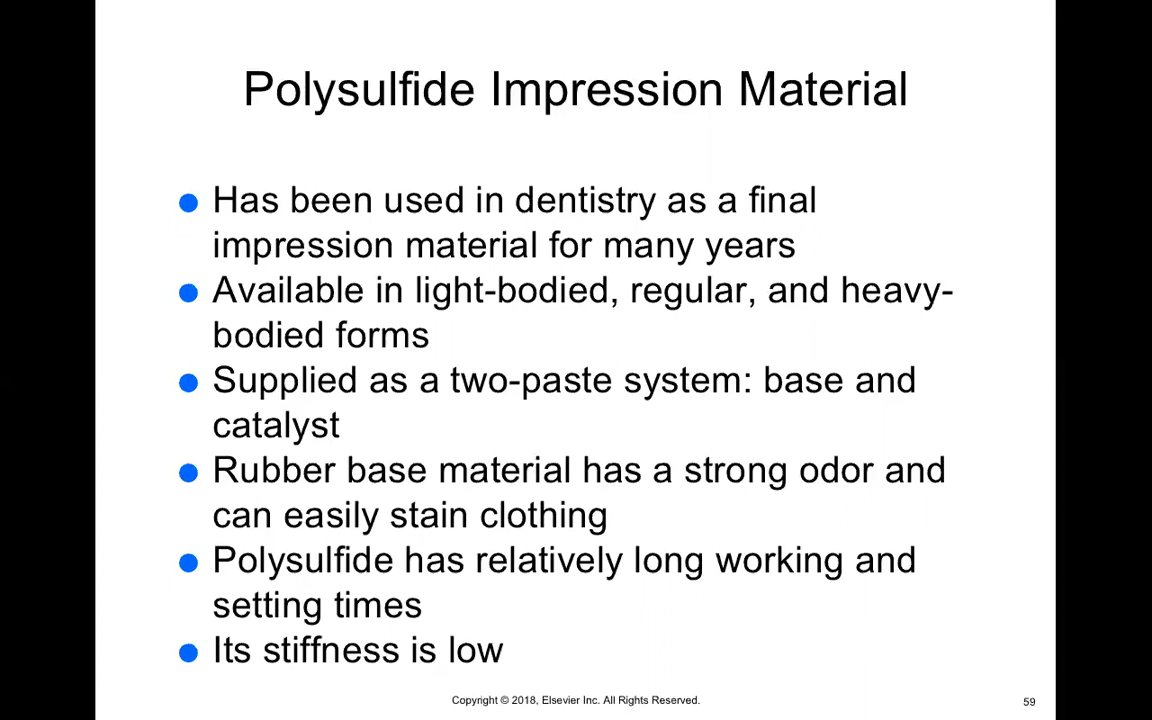 Polysulfide Impression Material
Has been used in dentistry as a final
impression material for many years
Available in light-bodied, regular, and heavy-
bodied forms
Supplied as a two-paste system: base and
catalyst
Rubber base material has a strong odor and
can easily stain clothing
Polysulfide has relatively long working and
setting times
Its stiffness is low
Copyright © 2018, Elsevier Inc. All Rights Reserved.
59